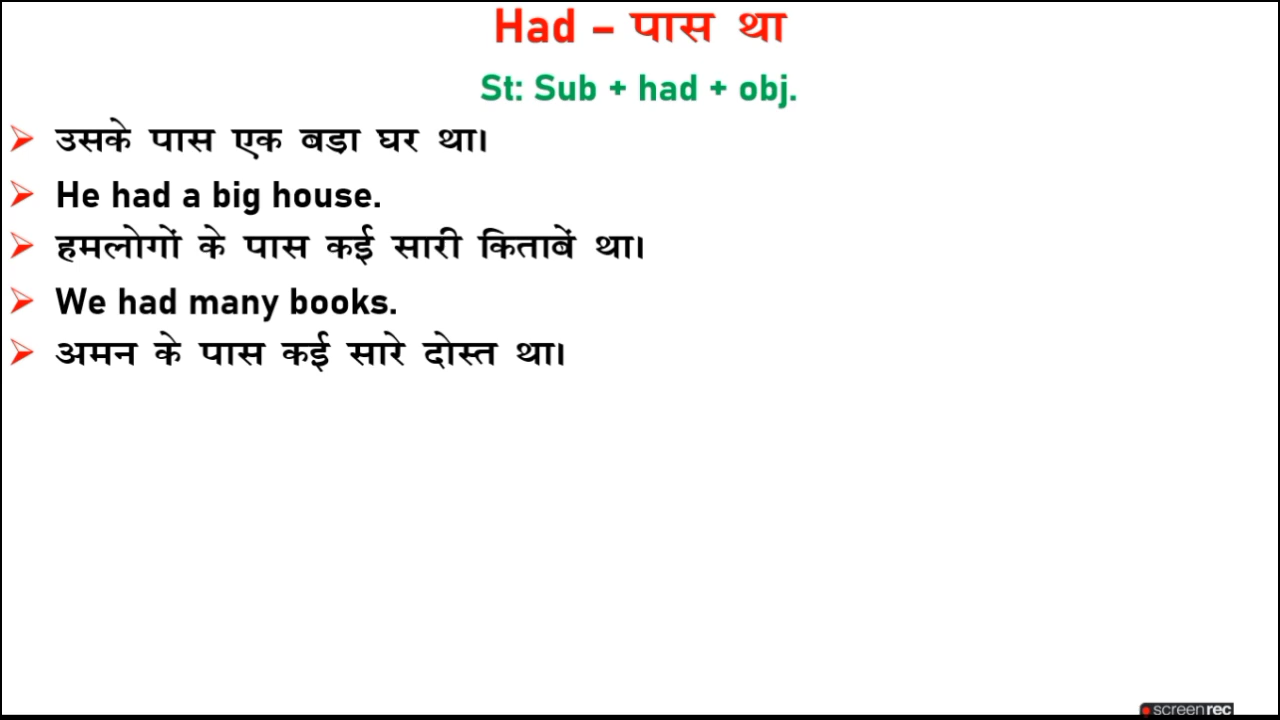 Had – पास था
St: Sub + had + obj.
उसके पास एक बडा घर था।
He had a big house.
हमलोगों के पास कई सारी किताबें था।
We had many books.
अमन के पास कई सारे दोस्त था।
screenrec